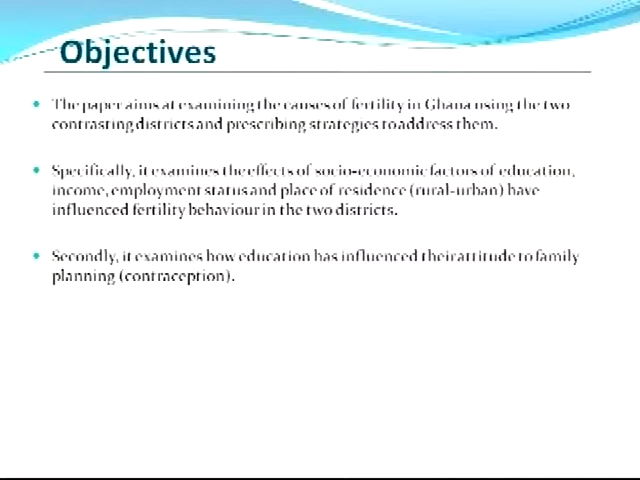 Objectives
The paper aims at examining the causes of fertility in Ghana using the two
contrasting districts and prescribing strategies to address them.
Specifically, it examines the effects of socio-economic factors of education,
income, employment status and place of residence (rural-urban) have
influenced fertility behaviour in the two districts.
Secondly, it examines how education has influenced their attitude to family
planning (contraception).